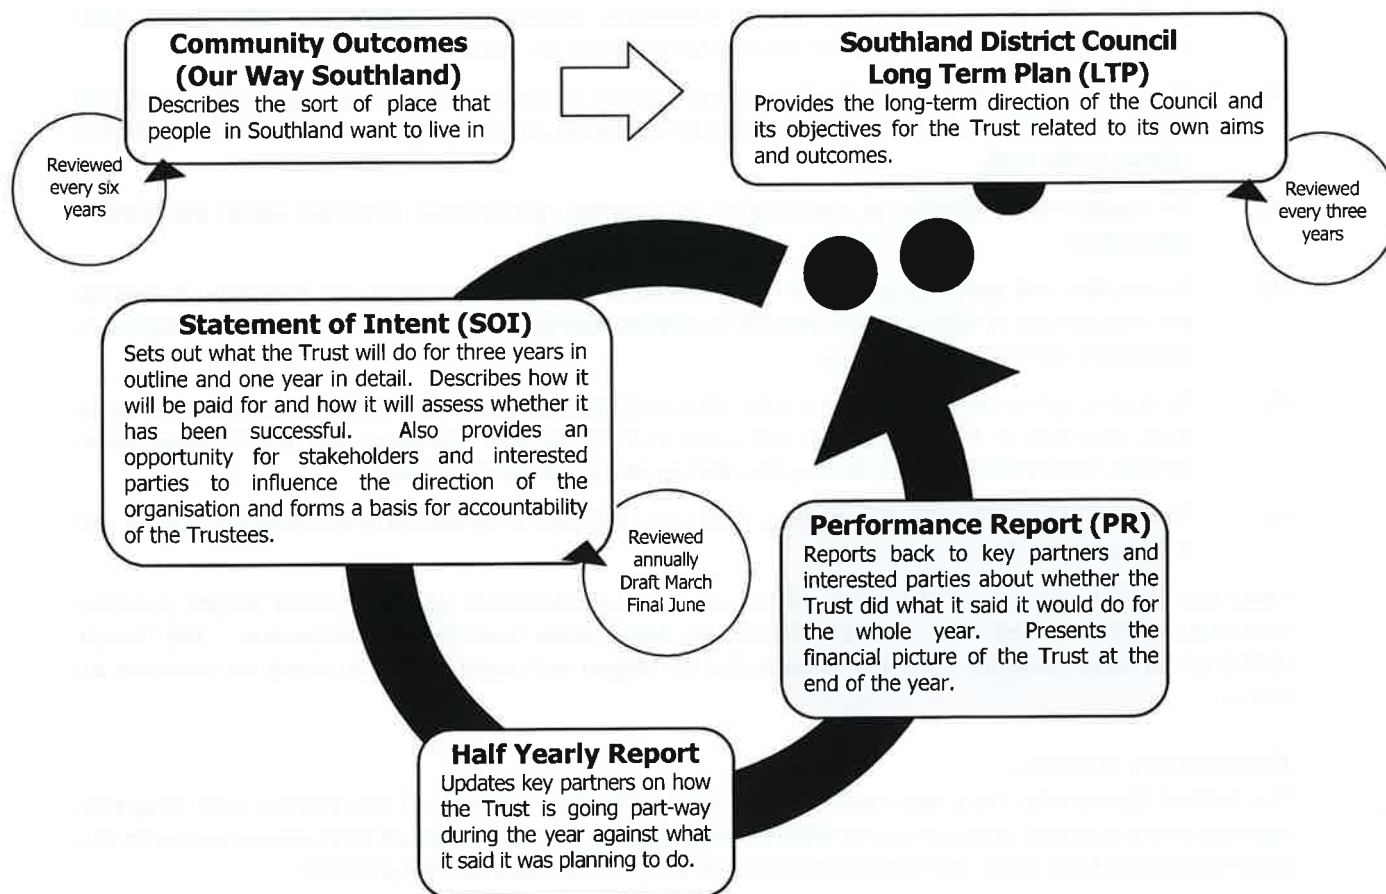 Community Outcomes
(Our Way Southland)
Describes the sort of place that
people in Southland want to live in
Reviewed
every six
years
Southland District Council
Long Term Plan (LTP)
Provides the long-term direction of the Council and
its objectives for the Trust related to its own aims
and outcomes.
Reviewed
every three
years
Statement of Intent (SOI)
Sets out what the Trust will do for three years in
outline and one year in detail. Describes how it
will be paid for and how it will assess whether it
has been successful. Also provides an
opportunity for stakeholders and interested
parties to influence the direction of the
organisation and forms a basis for accountability
of the Trustees.
Reviewed
annually
Draft March
Final June
Performance Report (PR)
Reports back to key partners and
interested parties about whether the
Trust did what it said it would do for
the whole year. Presents the
financial picture of the Trust at the
end of the year.
Half Yearly Report
Updates key partners on how
the Trust is going part-way
during the year against what
it said it was planning to do.